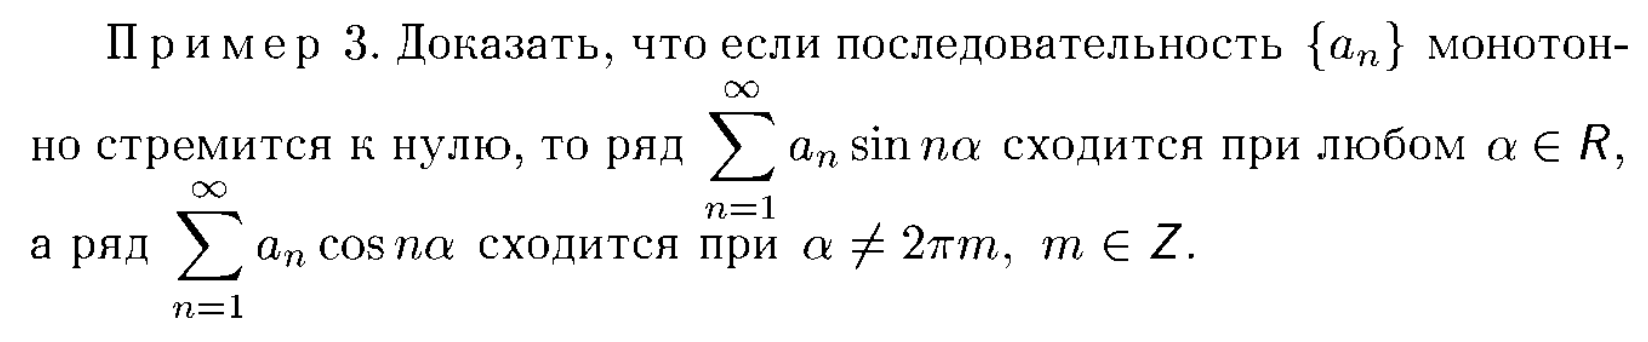 Пример 3. Доказать, что если последовательность {aₙ} монотон-
но стремится к нулю, то ряд ∑_{n=1}^{∞} aₙ sin nα сходится при любом α ∈ R,
а ряд ∑_{n=1}^{∞} aₙ cos nα сходится при α ≠ 2πm, m ∈ Z.